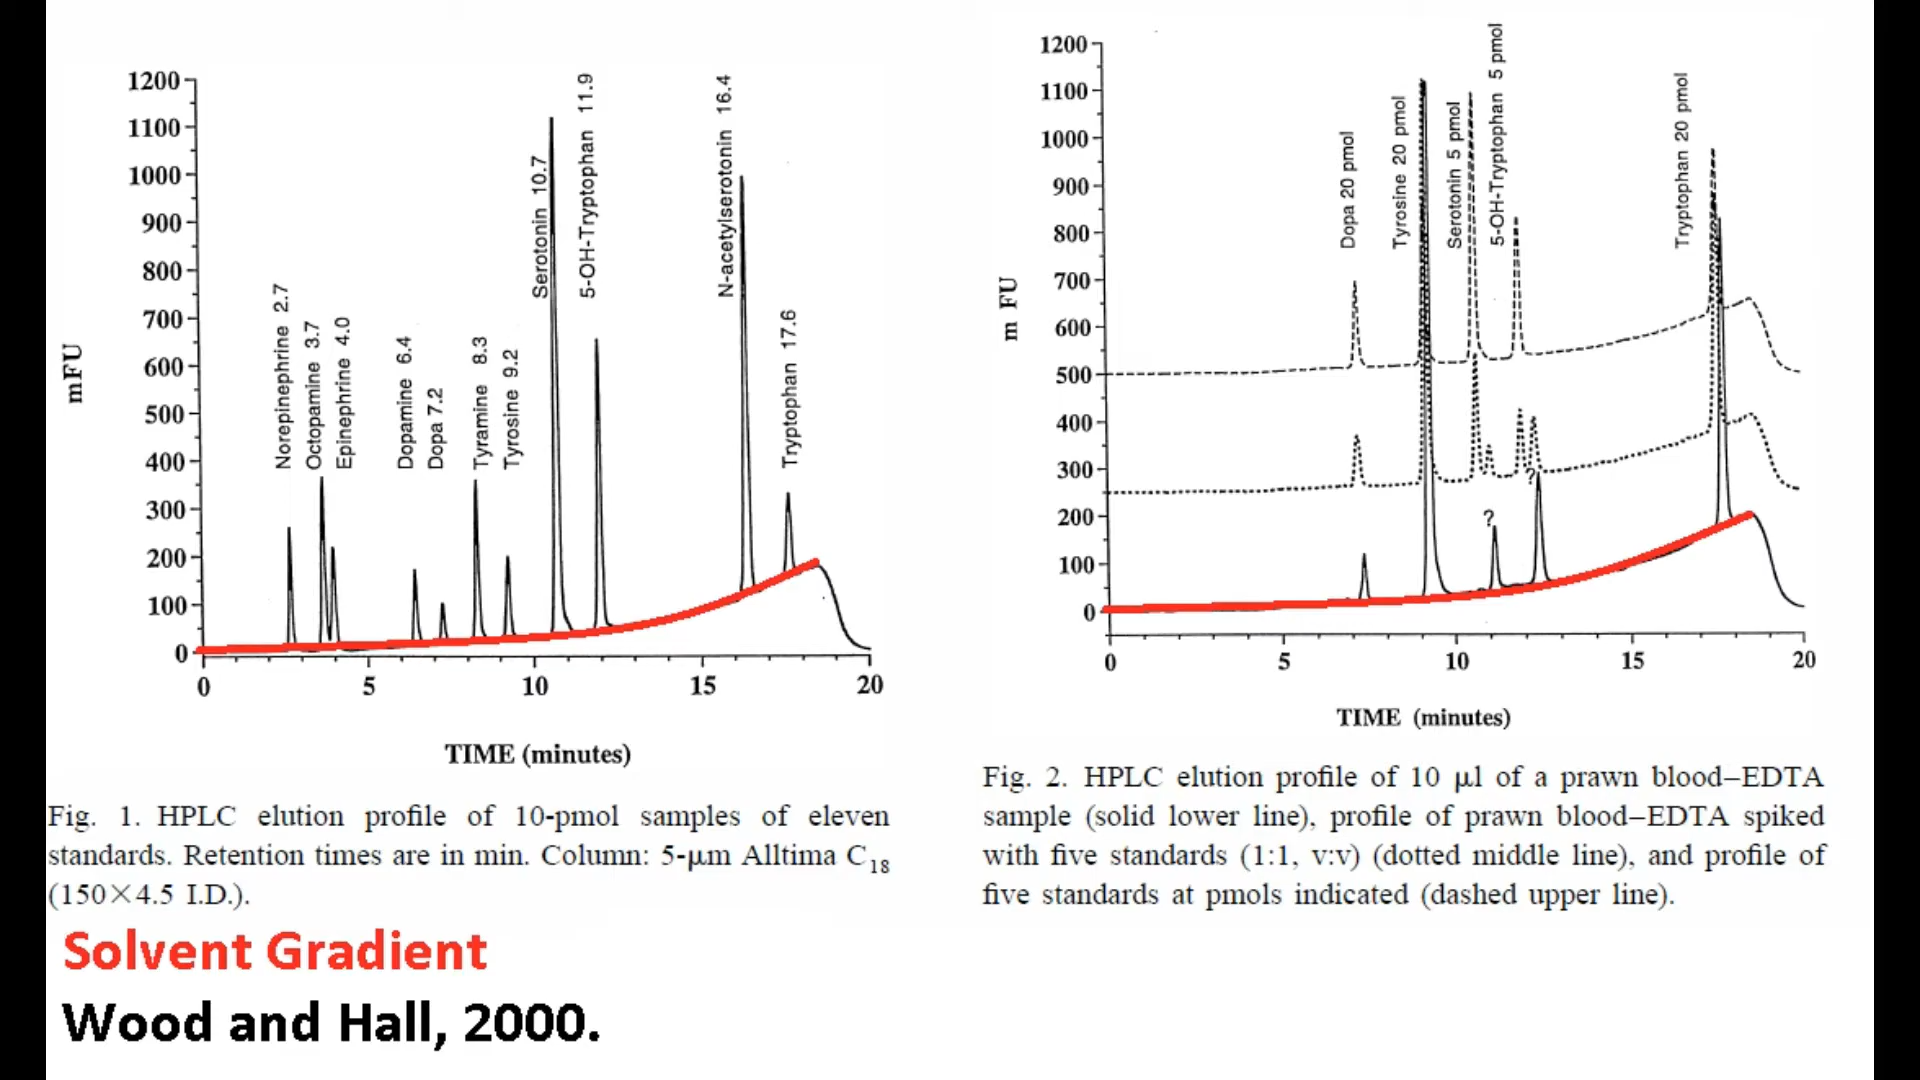 1200
1100
1000
900
800
700
600
500
400
300
200
100
0
mFU
Norepinephrine 2.7
Octopamine 3.7
Epinephrine 4.0
Dopamine 6.4
Dopa 7.2
Tyramine 8.3
Tyrosine 9.2
Serotonin 10.7
5-OH-Tryptophan 11.9
N-acetylserotonin 16.4
Tryptophan 17.6
0 5 10 15 20
TIME (minutes)
Fig. 1. HPLC elution profile of 10-pmol samples of eleven
standards. Retention times are in min. Column: 5-μm Alltima C18
(150×4.5 I.D.).
Solvent Gradient
Wood and Hall, 2000.
1200
1100
1000
900
800
700
600
500
400
300
200
100
0
m FU
Dopa 20 pmol
Tyrosine 20 pmol
Serotonin 5 pmol
5-OH-Tryptophan 5 pmol
Tryptophan 20 pmol
?
?
0 5 10 15 20
TIME (minutes)
Fig. 2. HPLC elution profile of 10 μl of a prawn blood–EDTA
sample (solid lower line), profile of prawn blood–EDTA spiked
with five standards (1:1, v:v) (dotted middle line), and profile of
five standards at pmols indicated (dashed upper line).